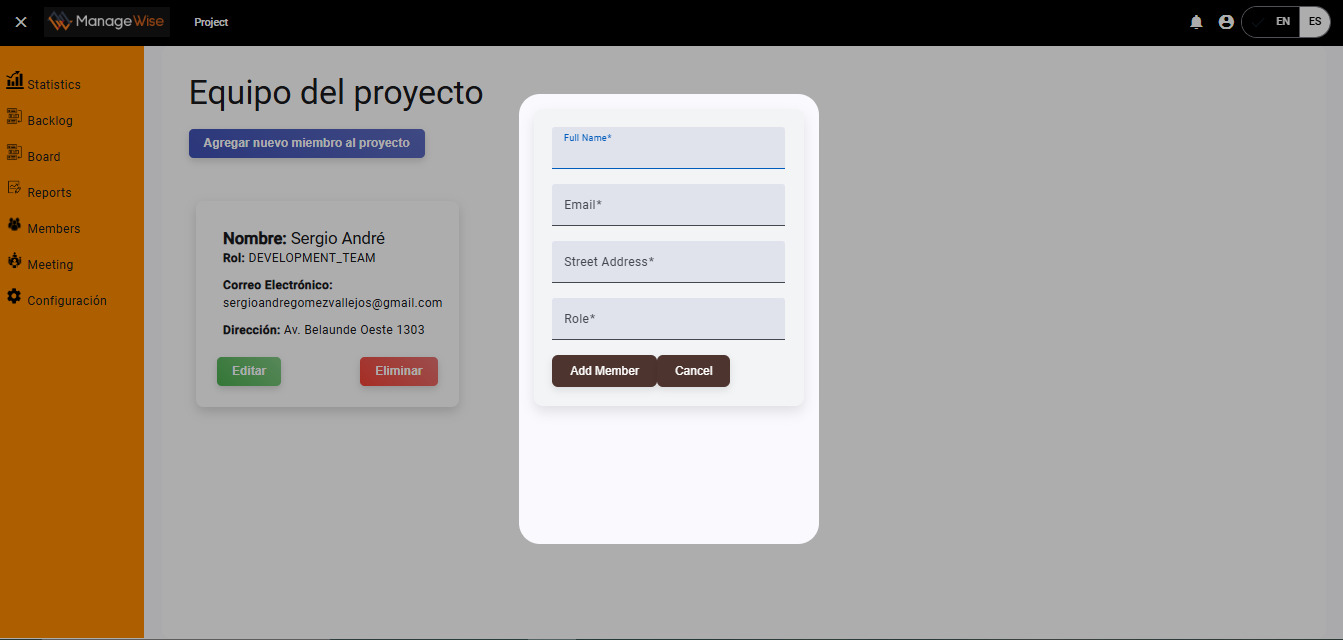 ManageWise
Project
EN
ES
Statistics
Backlog
Board
Reports
Members
Meeting
Configuración
Equipo del proyecto
Agregar nuevo miembro al proyecto
Nombre: Sergio André
Rol: DEVELOPMENT_TEAM
Correo Electrónico:
sergioandregomezvallejos@gmail.com
Dirección: Av. Belaunde Oeste 1303
Editar
Eliminar
Full Name*
Email*
Street Address*
Role*
Add Member
Cancel